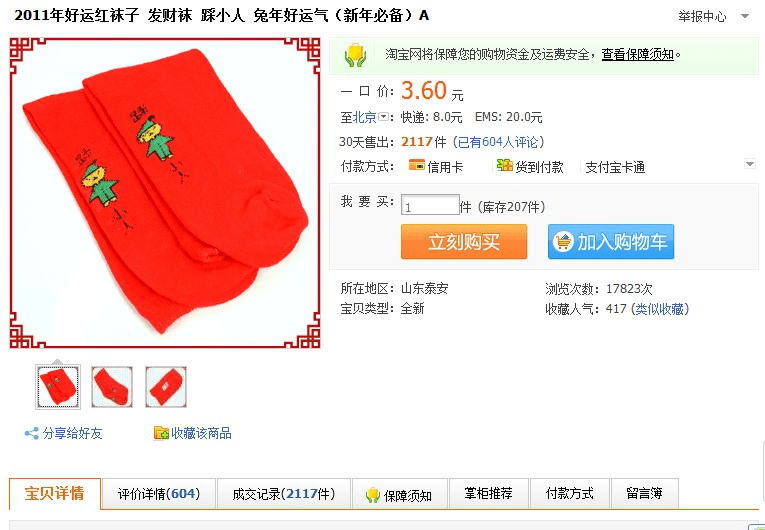 2011年好运红袜子 发财袜 踩小人 兔年好运气（新年必备）A
举报中心
淘宝网将保障您的购物资金及运费安全，查看保障须知。
一 口 价： 3.60 元
至北京 ： 快递: 8.0元 EMS: 20.0元
30天售出： 2117件 (已有604人评论)
付款方式： 信用卡 货到付款 支付宝卡通
我 要 买： 1 件 (库存207件)
立刻购买 加入购物车
所在地区： 山东泰安 浏览次数： 17823次
宝贝类型： 全新 收藏人气： 417 (类似收藏)
踩
小人
踩
小人
分享给好友 收藏该商品
宝贝详情 评价详情(604) 成交记录(2117件) 保障须知 掌柜推荐 付款方式 留言簿